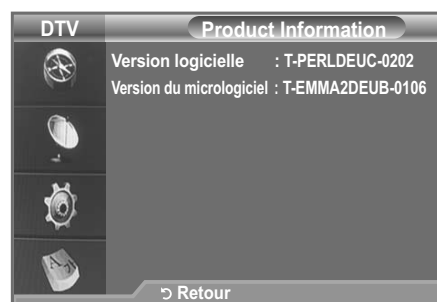 DTV
Product Information
Version logicielle : T-PERLDEUC-0202
Version du micrologiciel : T-EMMA2DEUB-0106
Retour